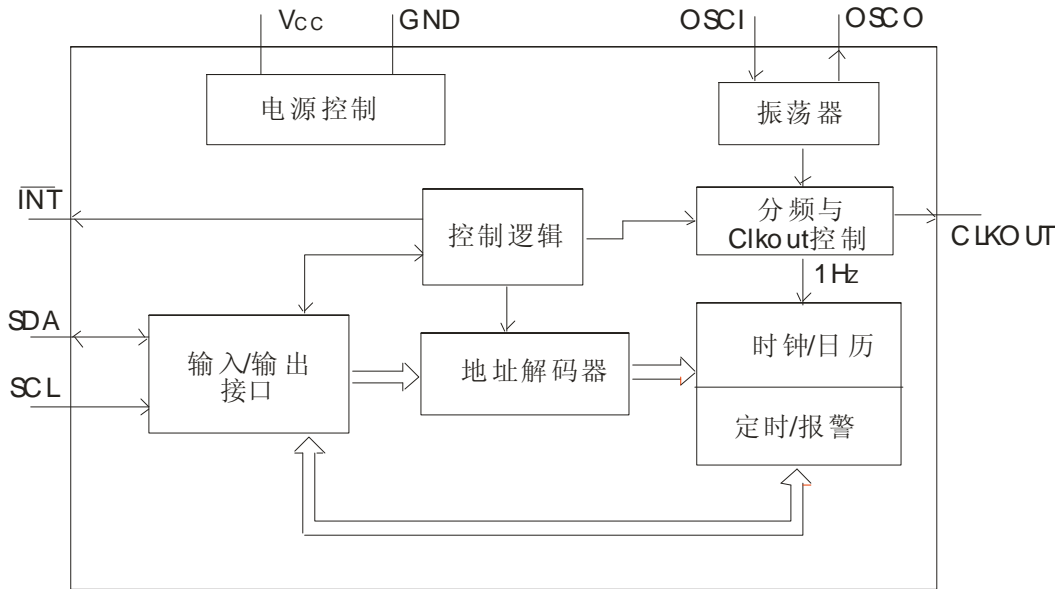 Vcc
GND
OSCI
OSCO
电源控制
振荡器
INT
控制逻辑
分频与
Clkout控制
CLKOUT
1Hz
SDA
SCL
输入/输出
接口
地址解码器
时钟/日历
定时/报警